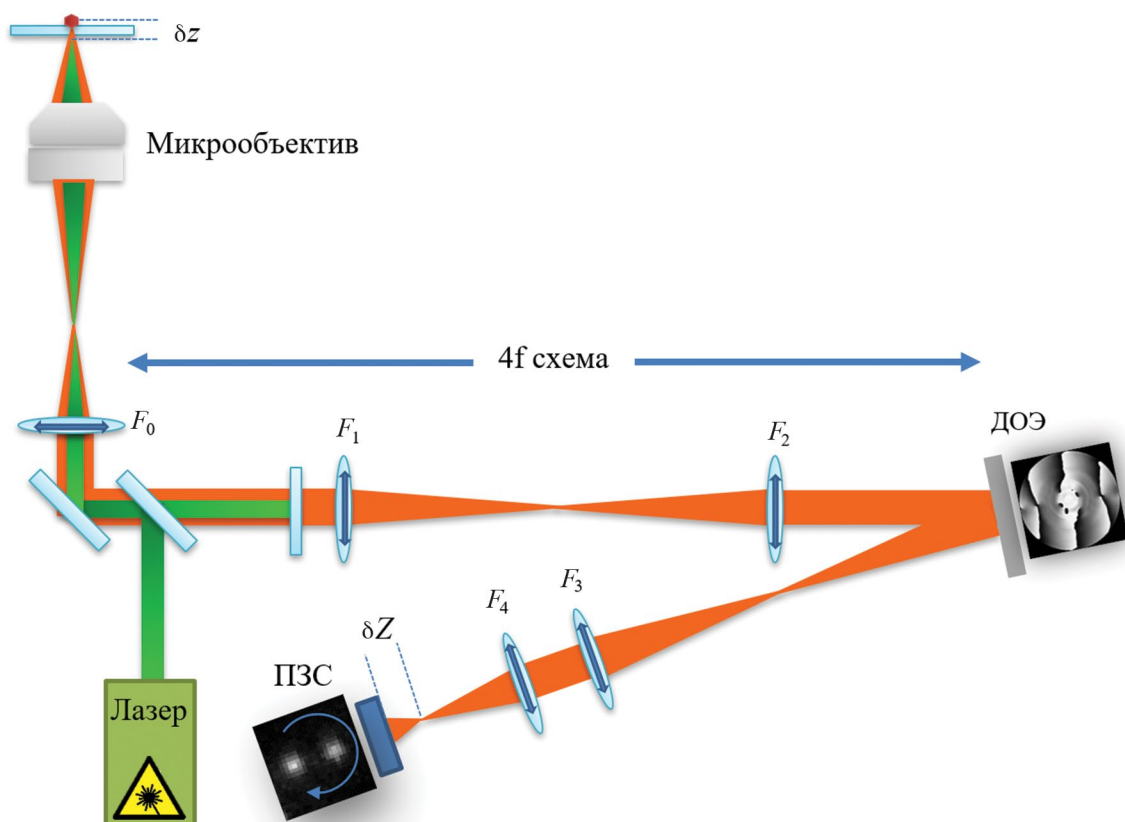 δz
Микрообъектив
4f схема
F₀
F₁
F₂
ДОЭ
F₃
F₄
δZ
ПЗС
Лазер